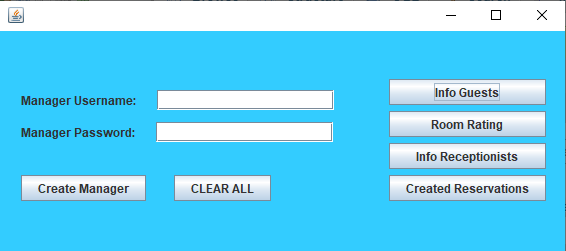 Manager Username:
Manager Password:
Create Manager
CLEAR ALL
Info Guests
Room Rating
Info Receptionists
Created Reservations